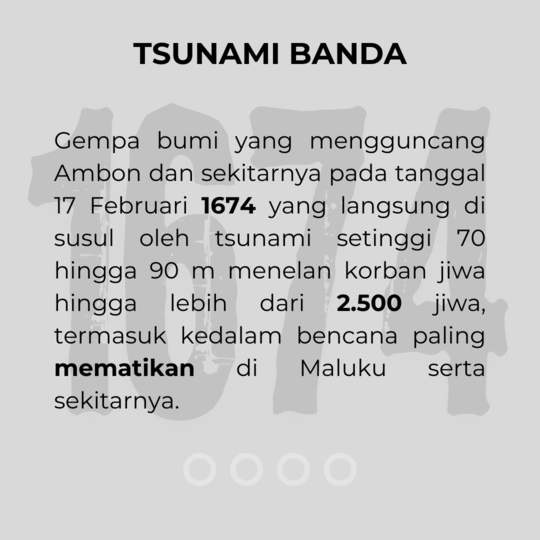 TSUNAMI BANDA
1674
Gempa bumi yang mengguncang
Ambon dan sekitarnya pada tanggal
17 Februari 1674 yang langsung di
susul oleh tsunami setinggi 70
hingga 90 m menelan korban jiwa
hingga lebih dari 2.500 jiwa,
termasuk kedalam bencana paling
mematikan di Maluku serta
sekitarnya.